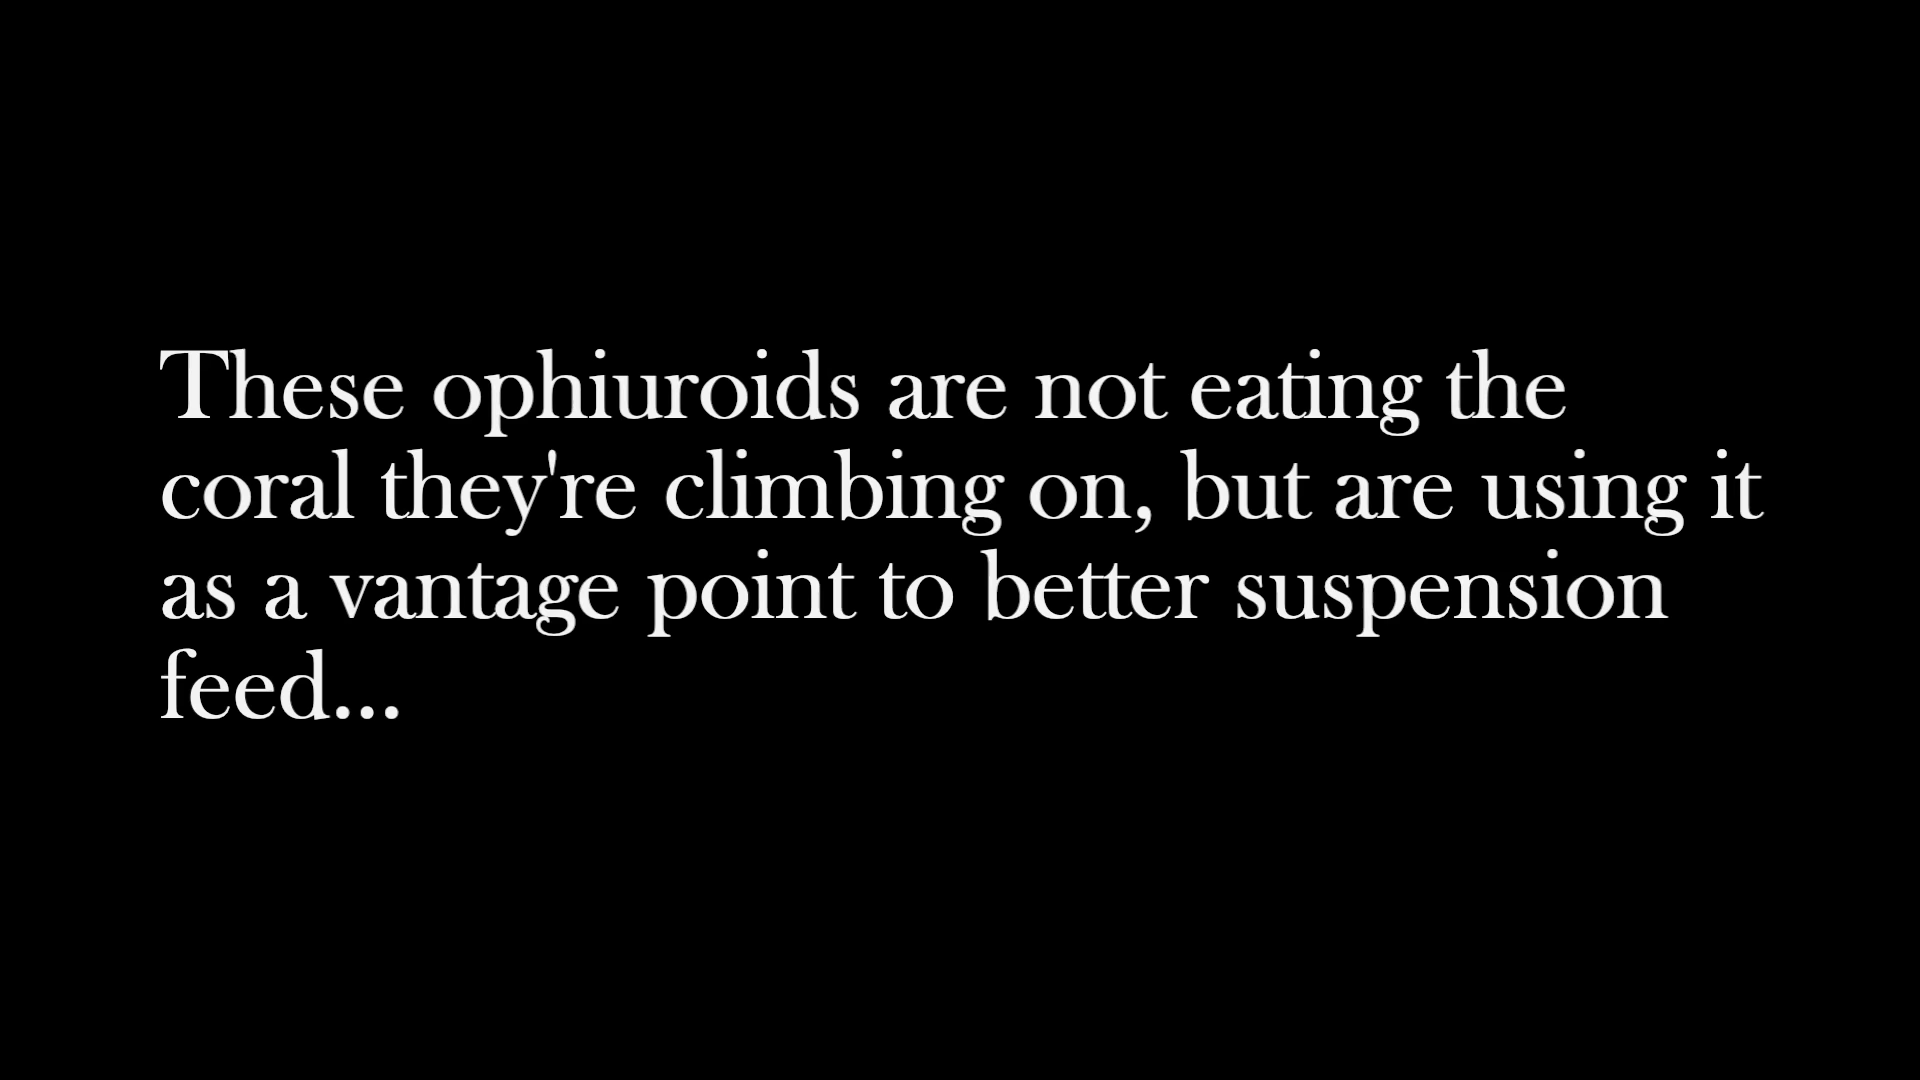 These ophiuroids are not eating the
coral they're climbing on, but are using it
as a vantage point to better suspension
feed...